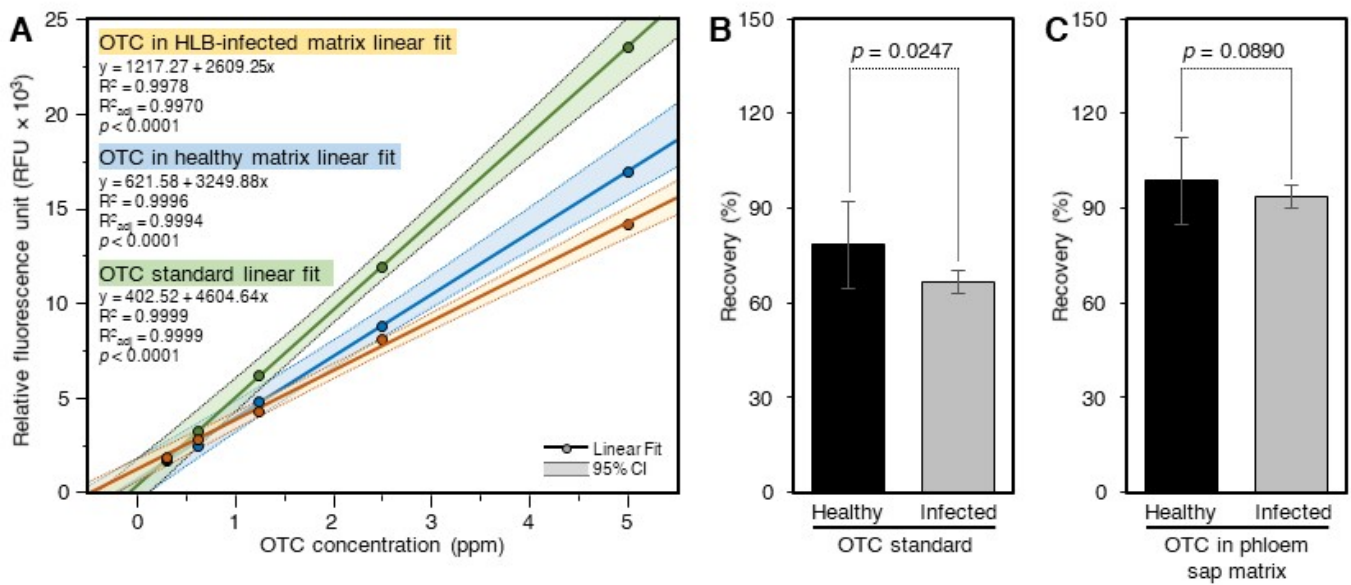 A
Relative fluorescence unit (RFU × 10³)
25
20
15
10
5
0
OTC in HLB-infected matrix linear fit
y = 1217.27 + 2609.25x
R² = 0.9978
R²adj = 0.9970
p < 0.0001
OTC in healthy matrix linear fit
y = 621.58 + 3249.88x
R² = 0.9996
R²adj = 0.9994
p < 0.0001
OTC standard linear fit
y = 402.52 + 4604.64x
R² = 0.9999
R²adj = 0.9999
p < 0.0001
Linear Fit
95% CI
0 1 2 3 4 5
OTC concentration (ppm)
B
Recovery (%)
150
120
90
60
30
0
p = 0.0247
Healthy Infected
OTC standard
C
Recovery (%)
150
120
90
60
30
0
p = 0.0890
Healthy Infected
OTC in phloem
sap matrix